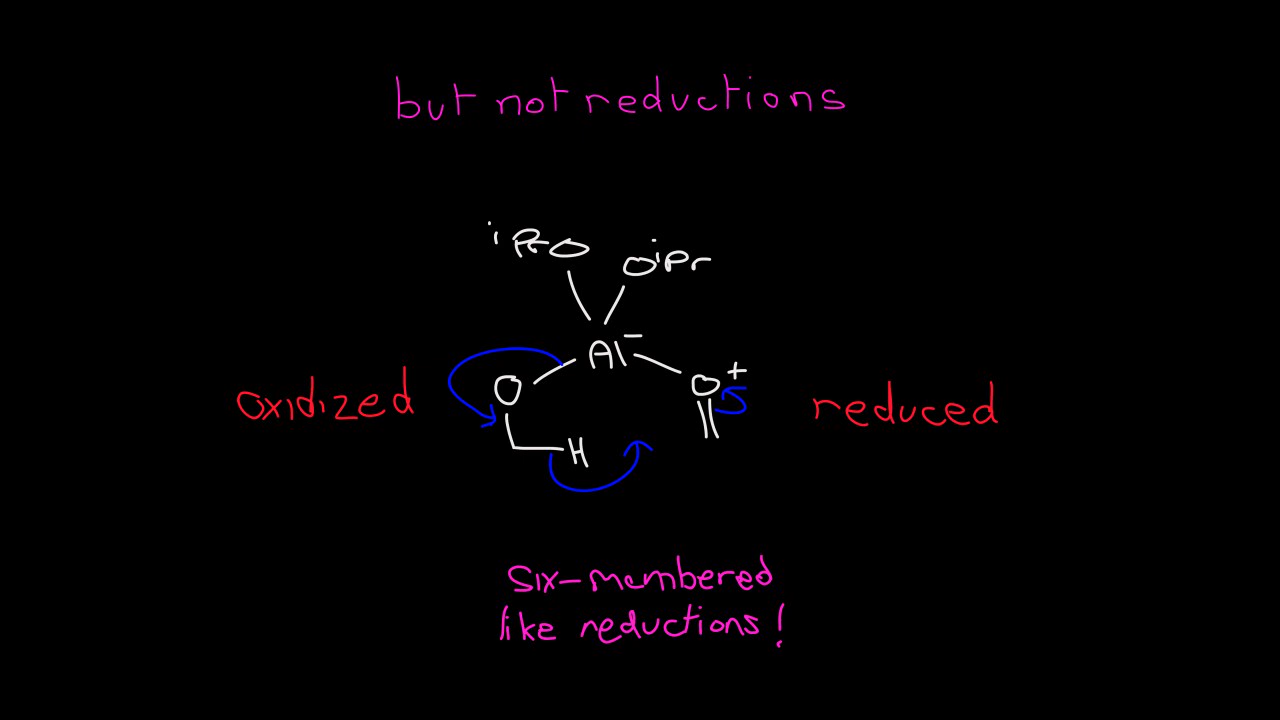 but not reductions
iPrO
OiPr
Al−
O
O+
oxidized
reduced
H
six-membered
like reductions!